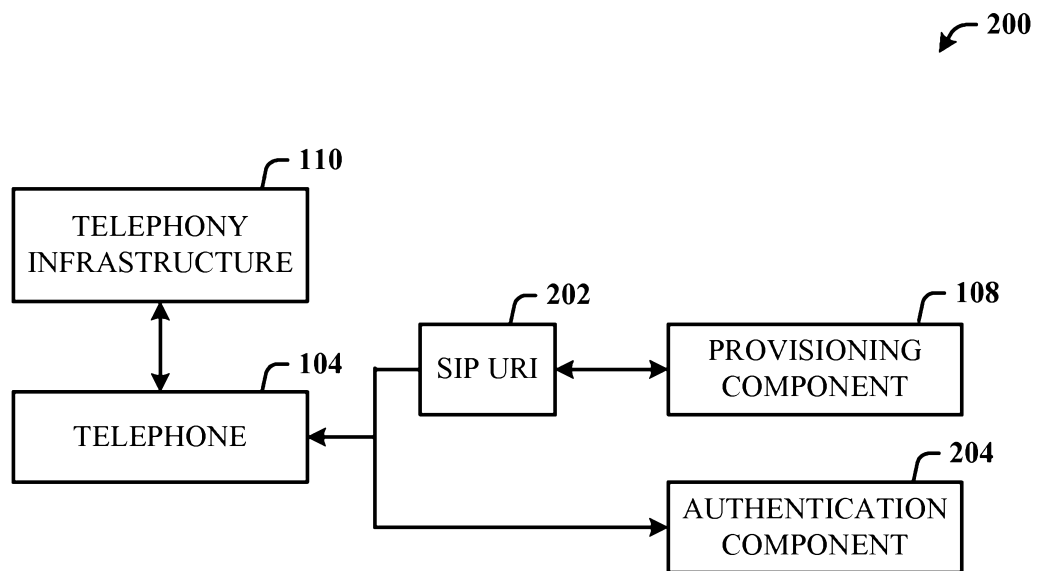 200
110
TELEPHONY
INFRASTRUCTURE
202
108
SIP URI
PROVISIONING
COMPONENT
104
TELEPHONE
204
AUTHENTICATION
COMPONENT